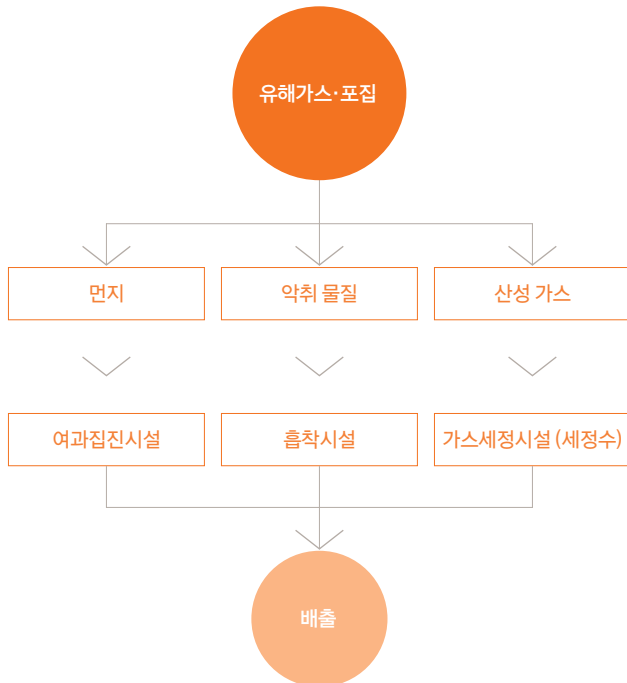 유해가스·포집
먼지
악취 물질
산성 가스
여과집진시설
흡착시설
가스세정시설 (세정수)
배출